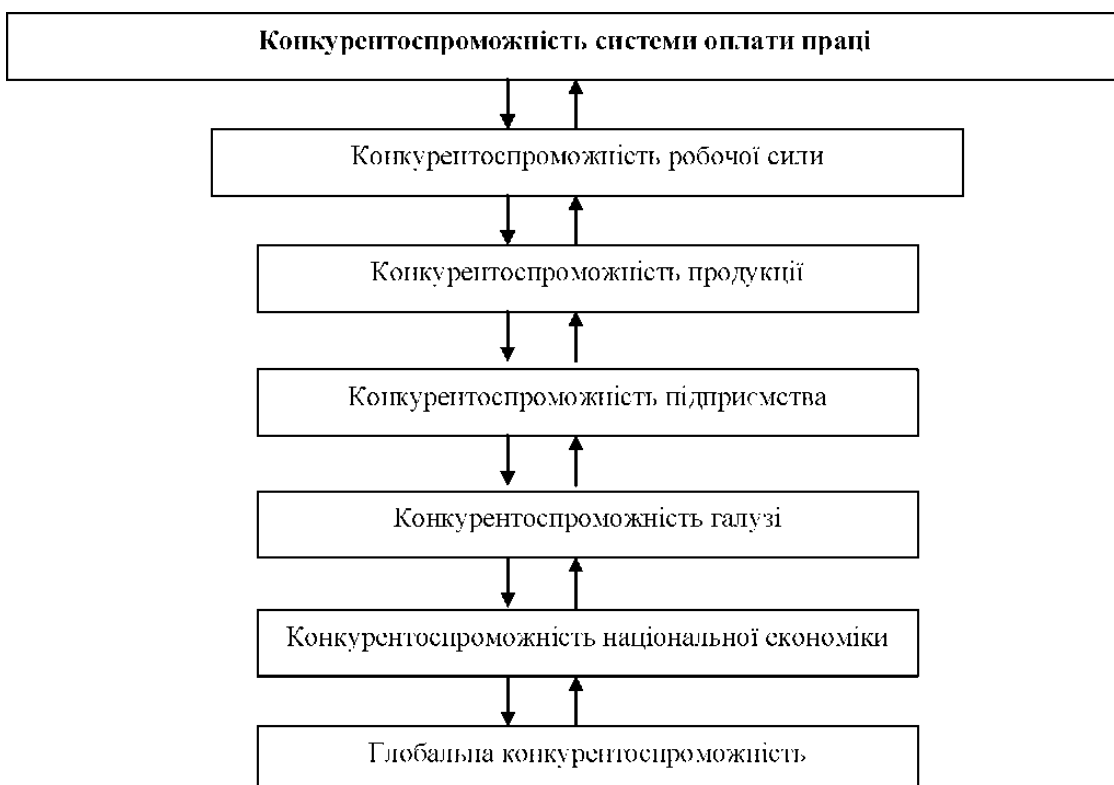 Конкурентоспроможність системи оплати праці
Конкурентоспроможність робочої сили
Конкурентоспроможність продукції
Конкурентоспроможність підприємства
Конкурентоспроможність галузі
Конкурентоспроможність національної економіки
Глобальна конкурентоспроможність